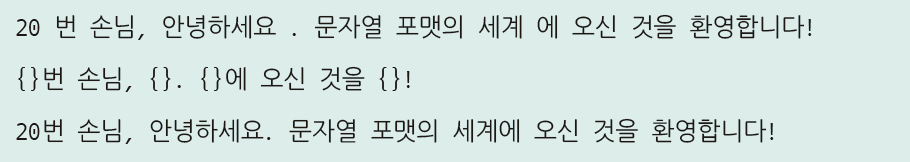 20 번 손님, 안녕하세요 . 문자열 포맷의 세계 에 오신 것을 환영합니다!
{}번 손님, {}. {}에 오신 것을 {}!
20번 손님, 안녕하세요. 문자열 포맷의 세계에 오신 것을 환영합니다!